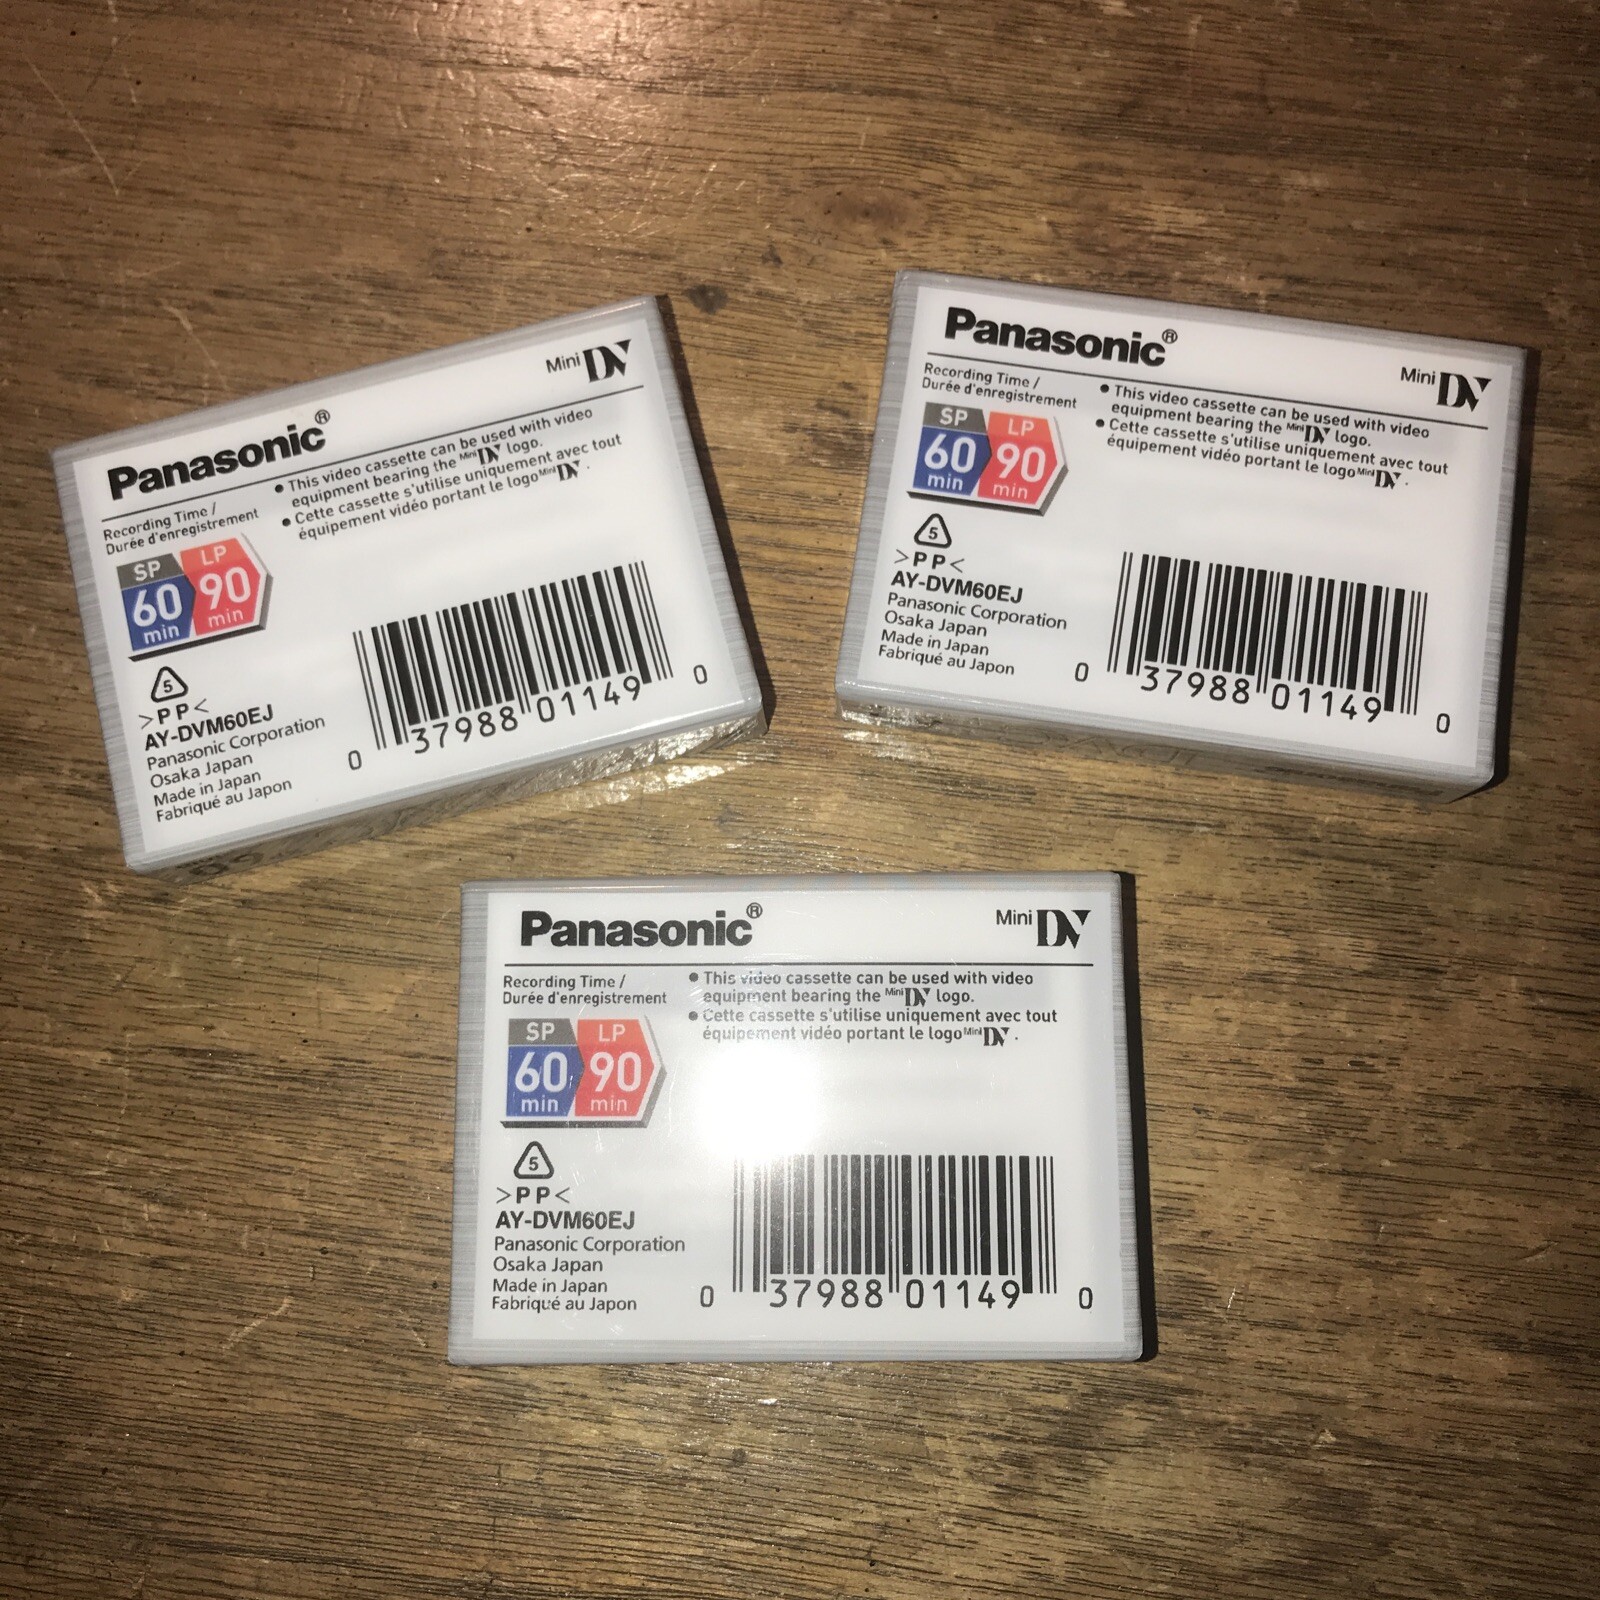 Panasonic®
Mini DV
Recording Time /
Durée d'enregistrement
SP
60
min
LP
90
min
● This video cassette can be used with video
equipment bearing the Mini DV logo.
● Cette cassette s'utilise uniquement avec tout
équipement vidéo portant le logo Mini DV .
5
>PP<
AY-DVM60EJ
Panasonic Corporation
Osaka Japan
Made in Japan
Fabriqué au Japon
0 37988 01149 0
Panasonic®
Mini DV
Recording Time /
Durée d'enregistrement
SP
60
min
LP
90
min
● This video cassette can be used with video
equipment bearing the Mini DV logo.
● Cette cassette s'utilise uniquement avec tout
équipement vidéo portant le logo Mini DV .
5
>PP<
AY-DVM60EJ
Panasonic Corporation
Osaka Japan
Made in Japan
Fabriqué au Japon
0 37988 01149 0
Panasonic®
Mini DV
Recording Time /
Durée d'enregistrement
SP
60
min
LP
90
min
● This video cassette can be used with video
equipment bearing the Mini DV logo.
● Cette cassette s'utilise uniquement avec tout
équipement vidéo portant le logo Mini DV .
5
>PP<
AY-DVM60EJ
Panasonic Corporation
Osaka Japan
Made in Japan
Fabriqué au Japon
0 37988 01149 0